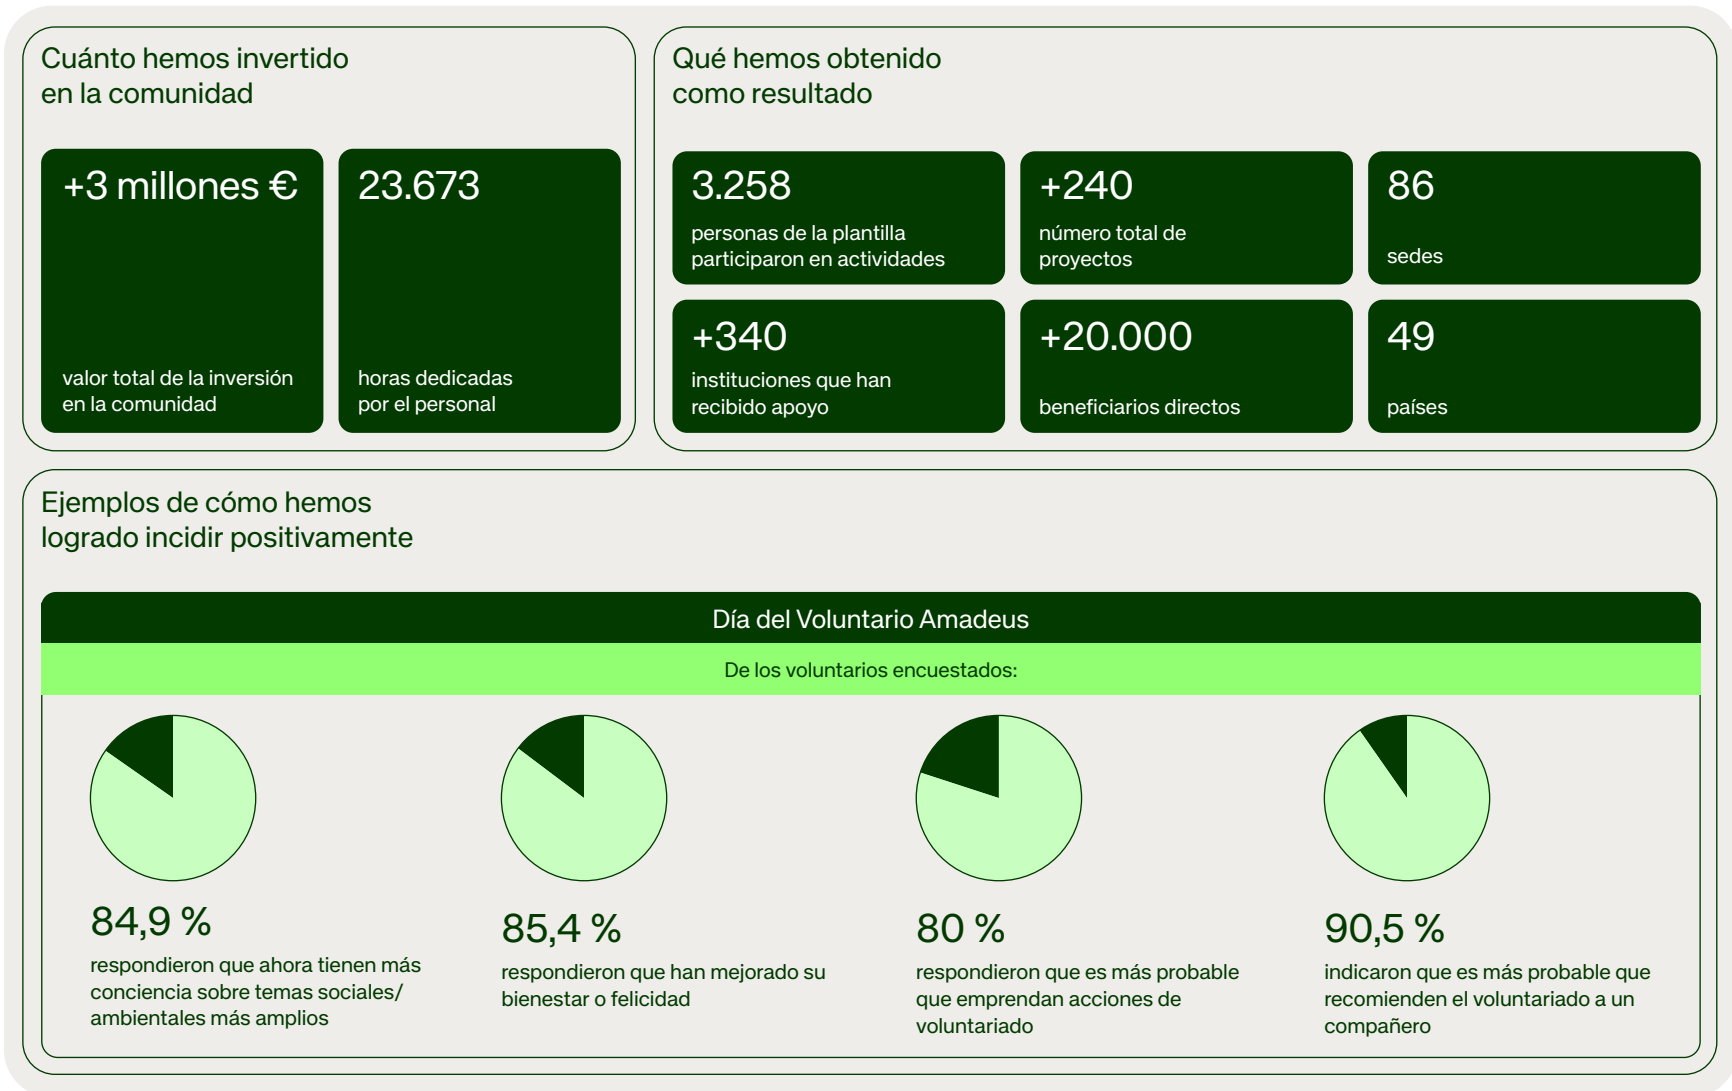 Cuánto hemos invertido
en la comunidad
+3 millones €
valor total de la inversión
en la comunidad
23.673
horas dedicadas
por el personal
Qué hemos obtenido
como resultado
3.258
personas de la plantilla
participaron en actividades
+240
número total de
proyectos
86
sedes
+340
instituciones que han
recibido apoyo
+20.000
beneficiarios directos
49
países
Ejemplos de cómo hemos
logrado incidir positivamente
Día del Voluntario Amadeus
De los voluntarios encuestados:
84,9 %
respondieron que ahora tienen más
conciencia sobre temas sociales/
ambientales más amplios
85,4 %
respondieron que han mejorado su
bienestar o felicidad
80 %
respondieron que es más probable
que emprendan acciones de
voluntariado
90,5 %
indicaron que es más probable que
recomienden el voluntariado a un
compañero